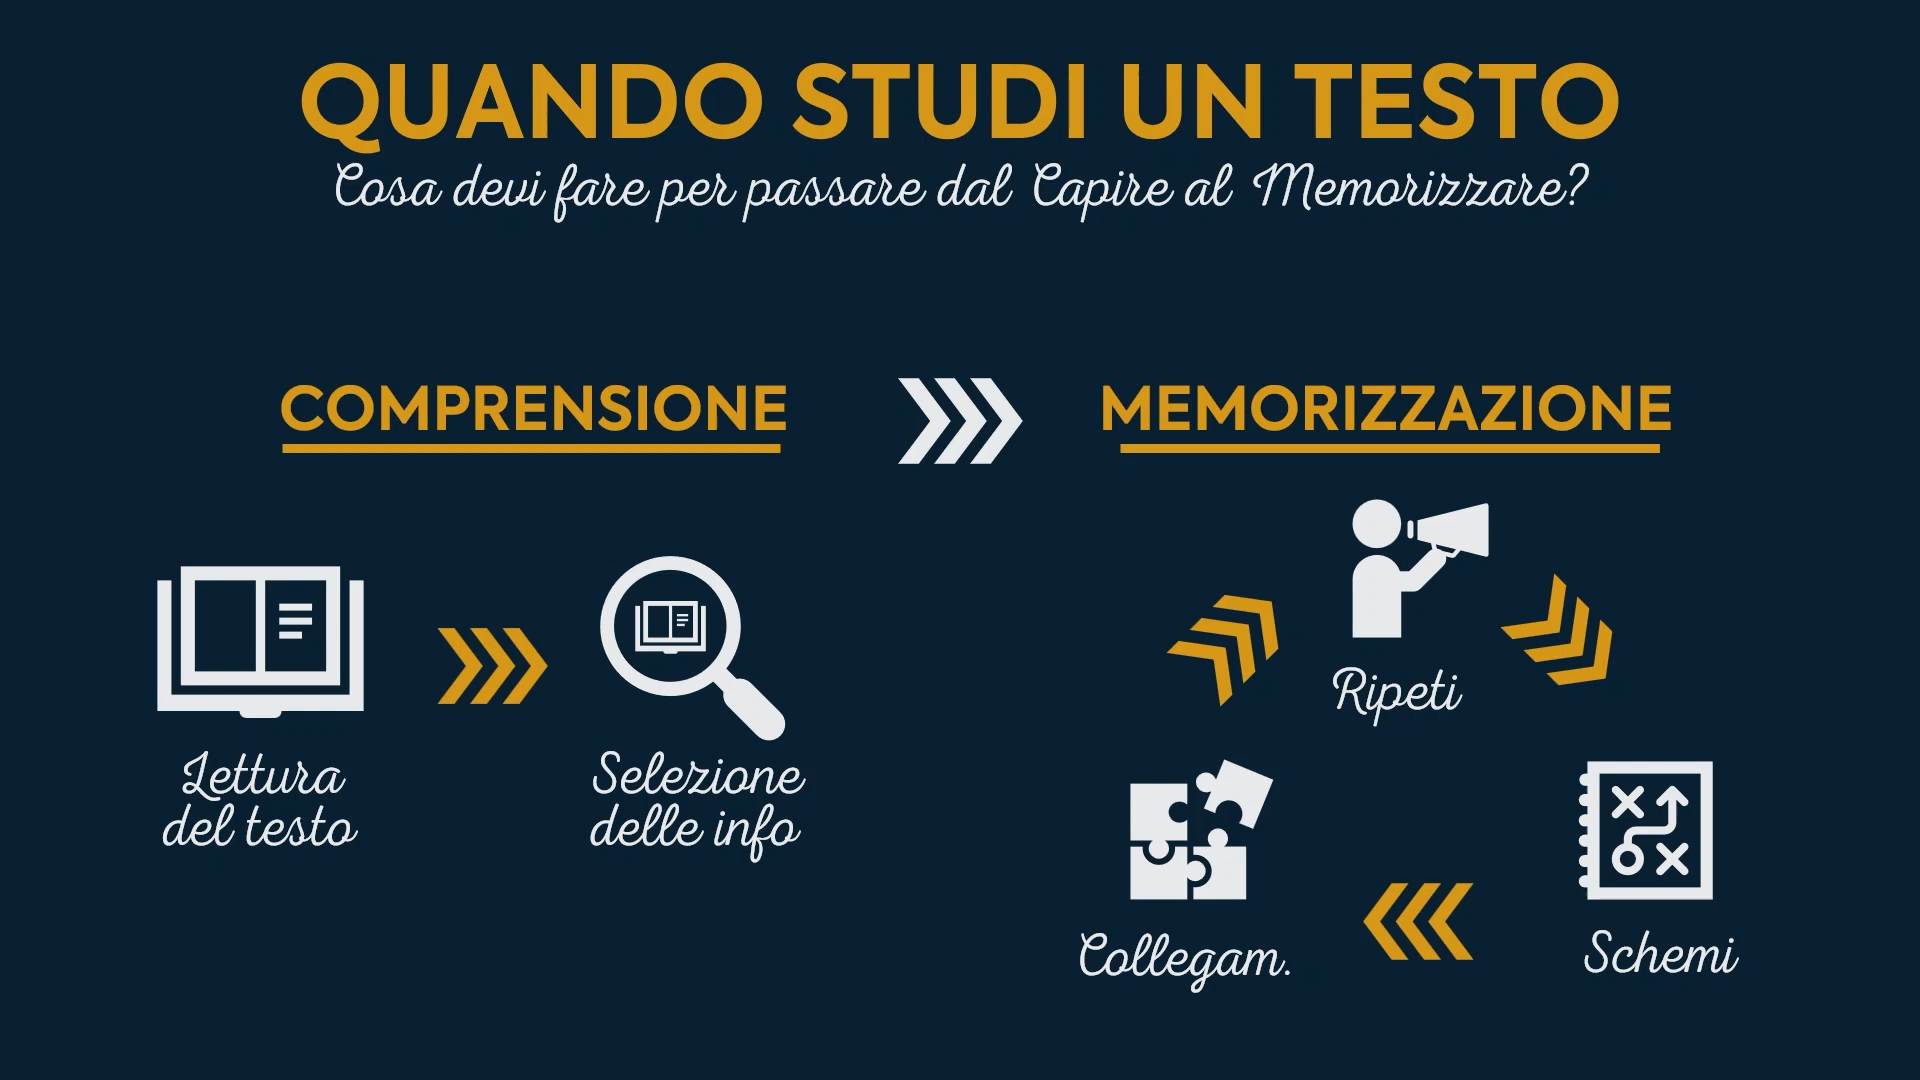 QUANDO STUDI UN TESTO
Cosa devi fare per passare dal Capire al Memorizzare?
COMPRENSIONE
MEMORIZZAZIONE
Lettura
del testo
Selezione
delle info
Ripeti
Collegam.
Schemi